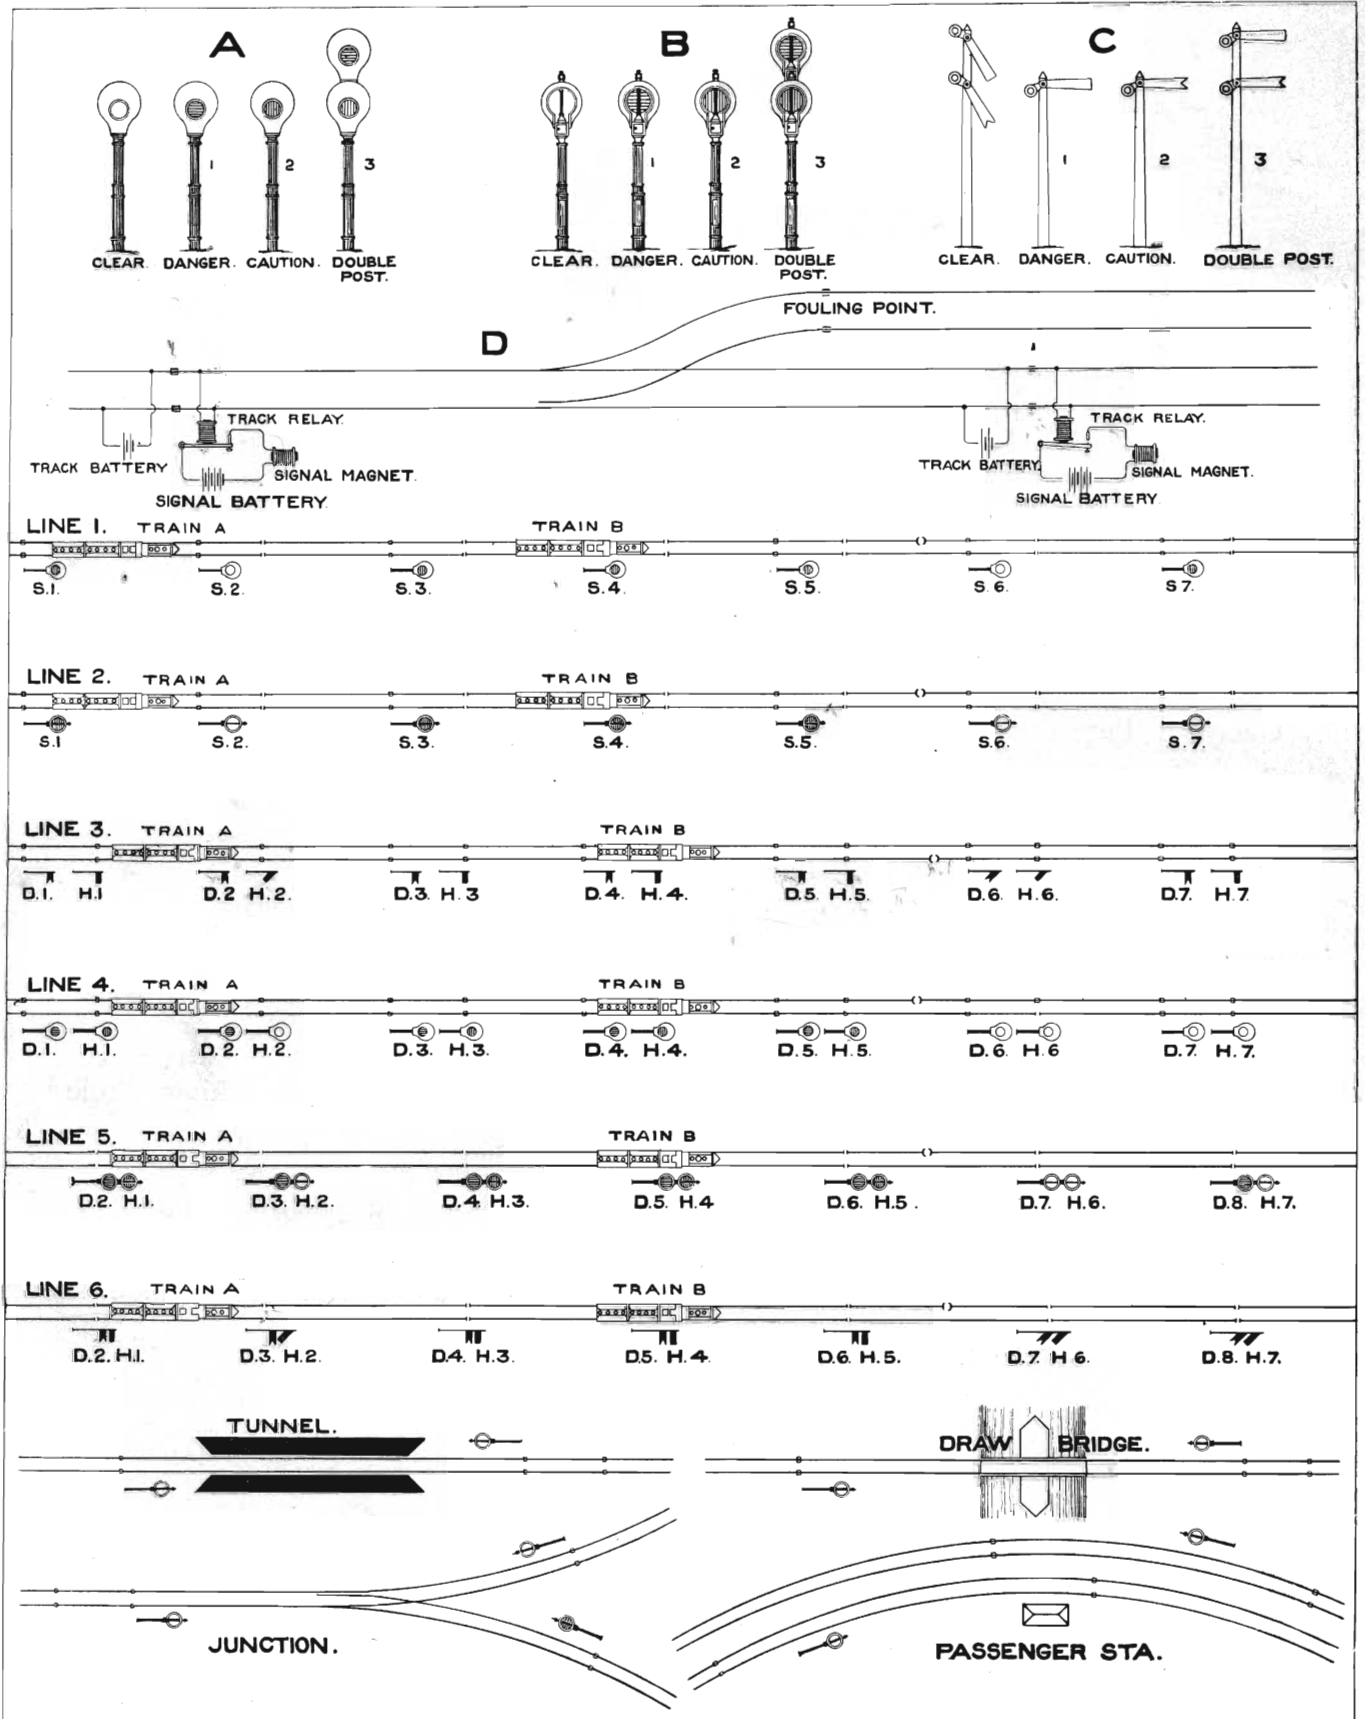 A B C
1 2 3 1 2 3 1 2 3
CLEAR. DANGER. CAUTION. DOUBLE POST.
CLEAR. DANGER. CAUTION. DOUBLE POST.
CLEAR. DANGER. CAUTION. DOUBLE POST.
FOULING POINT.
D
TRACK RELAY.
TRACK BATTERY
SIGNAL MAGNET.
SIGNAL BATTERY.
TRACK RELAY.
TRACK BATTERY.
SIGNAL MAGNET.
SIGNAL BATTERY.
LINE 1. TRAIN A TRAIN B
S.1. S.2. S.3. S.4. S.5. S.6. S 7.
LINE 2. TRAIN A TRAIN B
S.1 S.2. S.3. S.4. S.5. S.6. S.7.
LINE 3. TRAIN A TRAIN B
D.1. H.1 D.2 H.2. D.3. H.3 D.4. H.4. D.5. H.5. D.6. H.6. D.7. H.7.
LINE 4. TRAIN A TRAIN B
D.1. H.1. D.2. H.2. D.3. H.3. D.4. H.4. D.5. H.5. D.6. H.6 D.7. H.7.
LINE 5. TRAIN A TRAIN B
D.2. H.1. D.3. H.2. D.4. H.3. D.5. H.4 D.6. H.5. D.7. H.6. D.8. H.7.
LINE 6. TRAIN A TRAIN B
D.2. H.1. D.3. H.2. D.4. H.3. D.5. H.4. D.6. H.5. D.7. H 6. D.8. H.7.
TUNNEL.
DRAW BRIDGE.
JUNCTION.
PASSENGER STA.